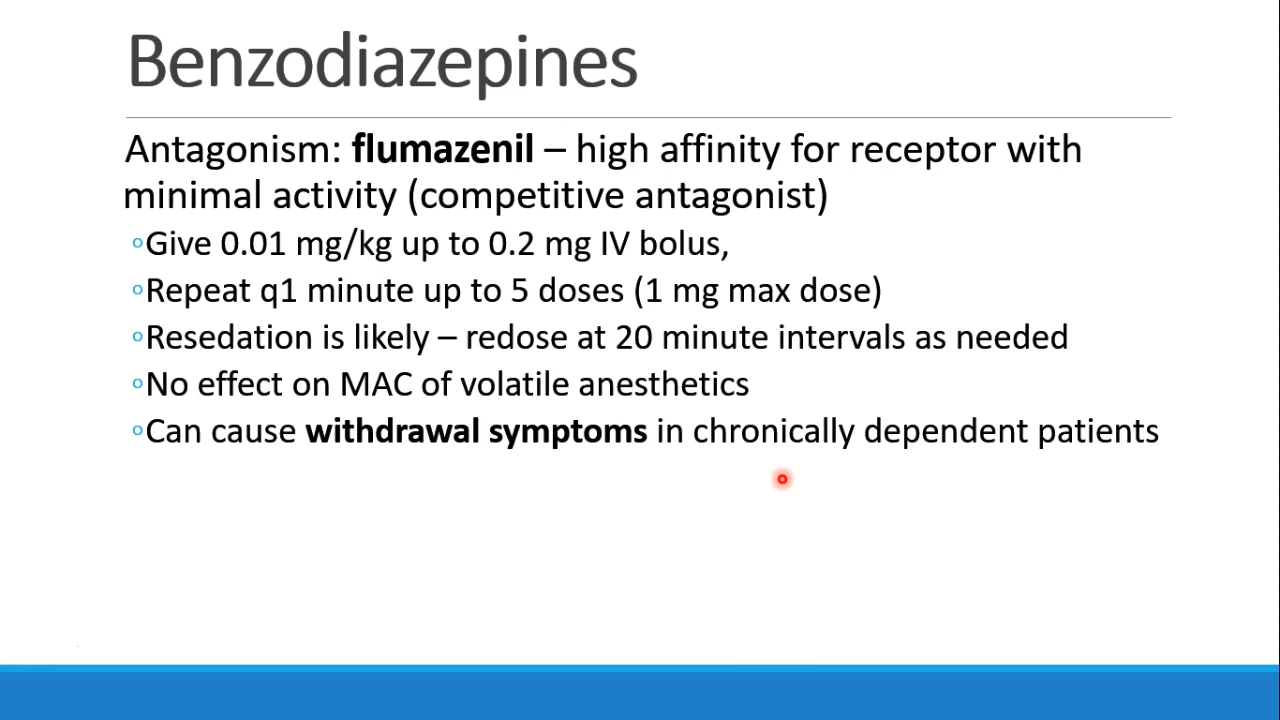 Benzodiazepines
Antagonism: flumazenil – high affinity for receptor with
minimal activity (competitive antagonist)
◦Give 0.01 mg/kg up to 0.2 mg IV bolus,
◦Repeat q1 minute up to 5 doses (1 mg max dose)
◦Resedation is likely – redose at 20 minute intervals as needed
◦No effect on MAC of volatile anesthetics
◦Can cause withdrawal symptoms in chronically dependent patients